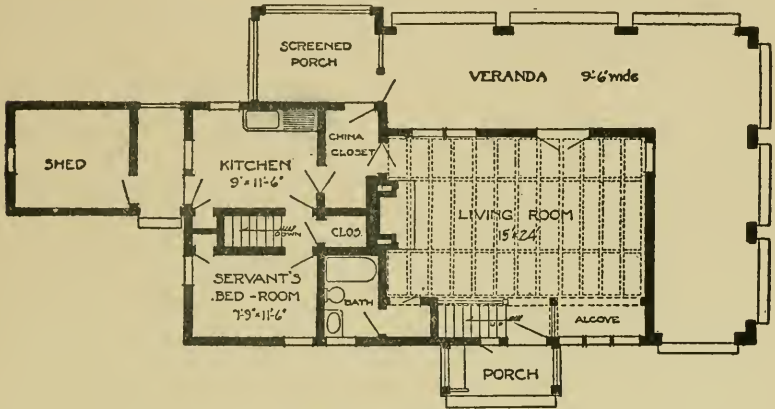 SCREENED
PORCH
VERANDA 9'-6" wide
SHED
KITCHEN
9' x 11'-6"
CHINA
CLOSET
LIVING ROOM
15' x 24'
DOWN
CLOS.
SERVANT'S
BED-ROOM
7'-9" x 11'-6"
BATH
UP
ALCOVE
PORCH